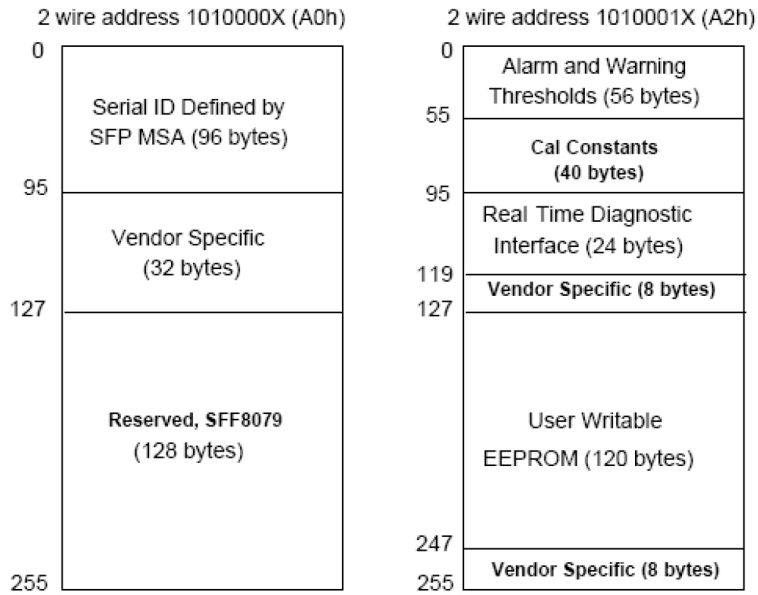 2 wire address 1010000X (A0h)
0
Serial ID Defined by
SFP MSA (96 bytes)
95
Vendor Specific
(32 bytes)
127
Reserved, SFF8079
(128 bytes)
255
2 wire address 1010001X (A2h)
0
Alarm and Warning
Thresholds (56 bytes)
55
Cal Constants
(40 bytes)
95
Real Time Diagnostic
Interface (24 bytes)
119
Vendor Specific (8 bytes)
127
User Writable
EEPROM (120 bytes)
247
Vendor Specific (8 bytes)
255